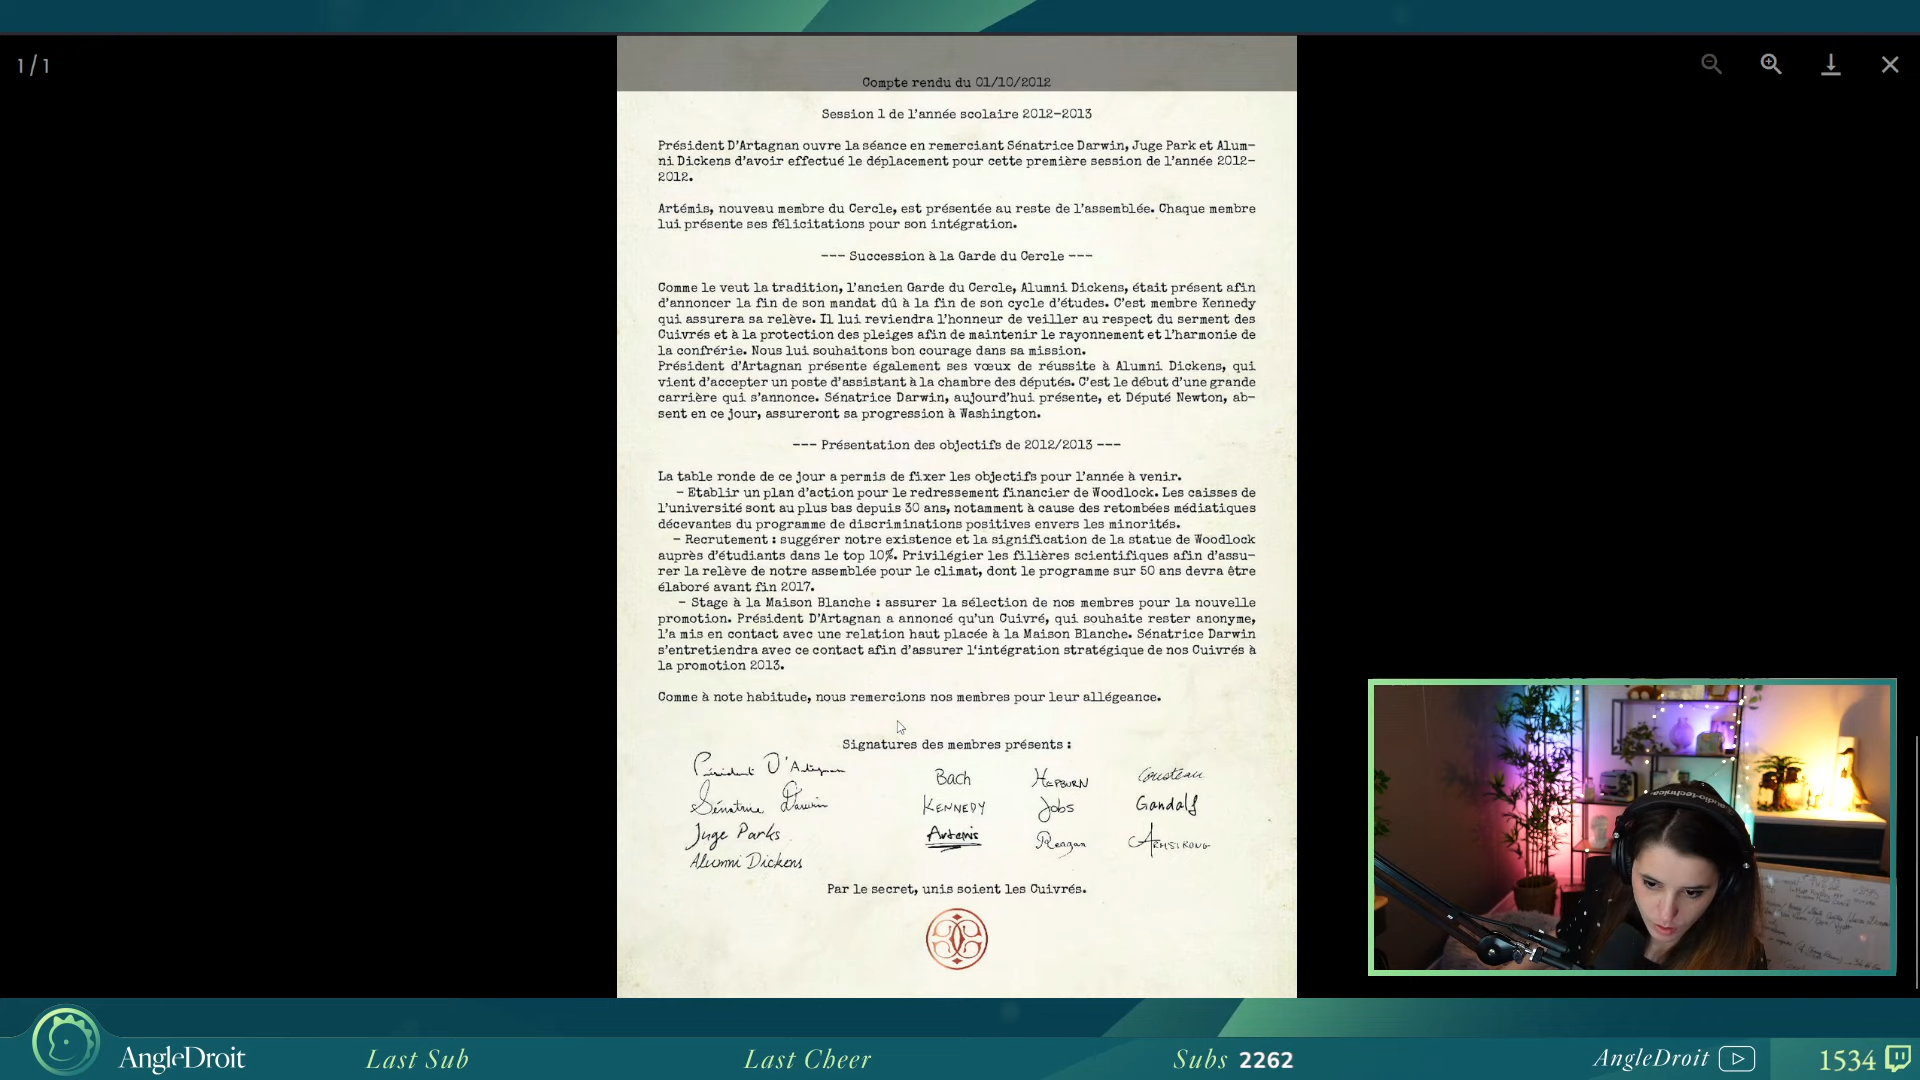 1 / 1
Compte rendu du 01/10/2012
Session 1 de l'année scolaire 2012-2013
Président D'Artagnan ouvre la séance en remerciant Sénatrice Darwin, Juge Park et Alum-
ni Dickens d'avoir effectué le déplacement pour cette première session de l'année 2012-
2012.
Artémis, nouveau membre du Cercle, est présentée au reste de l'assemblée. Chaque membre
lui présente ses félicitations pour son intégration.
--- Succession à la Garde du Cercle ---
Comme le veut la tradition, l'ancien Garde du Cercle, Alumni Dickens, était présent afin
d'annoncer la fin de son mandat dû à la fin de son cycle d'études. C'est membre Kennedy
qui assurera sa relève. Il lui reviendra l'honneur de veiller au respect du serment des
Cuivrés et à la protection des pleiges afin de maintenir le rayonnement et l'harmonie de
la confrérie. Nous lui souhaitons bon courage dans sa mission.
Président d'Artagnan présente également ses vœux de réussite à Alumni Dickens, qui
vient d'accepter un poste d'assistant à la chambre des députés. C'est le début d'une grande
carrière qui s'annonce. Sénatrice Darwin, aujourd'hui présente, et Député Newton, ab-
sent en ce jour, assureront sa progression à Washington.
--- Présentation des objectifs de 2012/2013 ---
La table ronde de ce jour a permis de fixer les objectifs pour l'année à venir.
- Etablir un plan d'action pour le redressement financier de Woodlock. Les caisses de
l'université sont au plus bas depuis 30 ans, notamment à cause des retombées médiatiques
décevantes du programme de discriminations positives envers les minorités.
- Recrutement : suggérer notre existence et la signification de la statue de Woodlock
auprès d'étudiants dans le top 10%. Privilégier les filières scientifiques afin d'assu-
rer la relève de notre assemblée pour le climat, dont le programme sur 50 ans devra être
élaboré avant fin 2017.
- Stage à la Maison Blanche : assurer la sélection de nos membres pour la nouvelle
promotion. Président D'Artagnan a annoncé qu'un Cuivré, qui souhaite rester anonyme,
l'a mis en contact avec une relation haut placée à la Maison Blanche. Sénatrice Darwin
s'entretiendra avec ce contact afin d'assurer l'intégration stratégique de nos Cuivrés à
la promotion 2013.
Comme à note habitude, nous remercions nos membres pour leur allégeance.
Signatures des membres présents :
Président D'Artagnan
Sénatrice Darwin
Juge Parks
Alumni Dickens
Bach
KENNEDY
Artémis
HEPBURN
Jobs
Reagan
Cousteau
Gandalf
ARMSTRONG
Par le secret, unis soient les Cuivrés.
audio-technica
AngleDroit
Last Sub
Last Cheer
Subs 2262
AngleDroit
1534